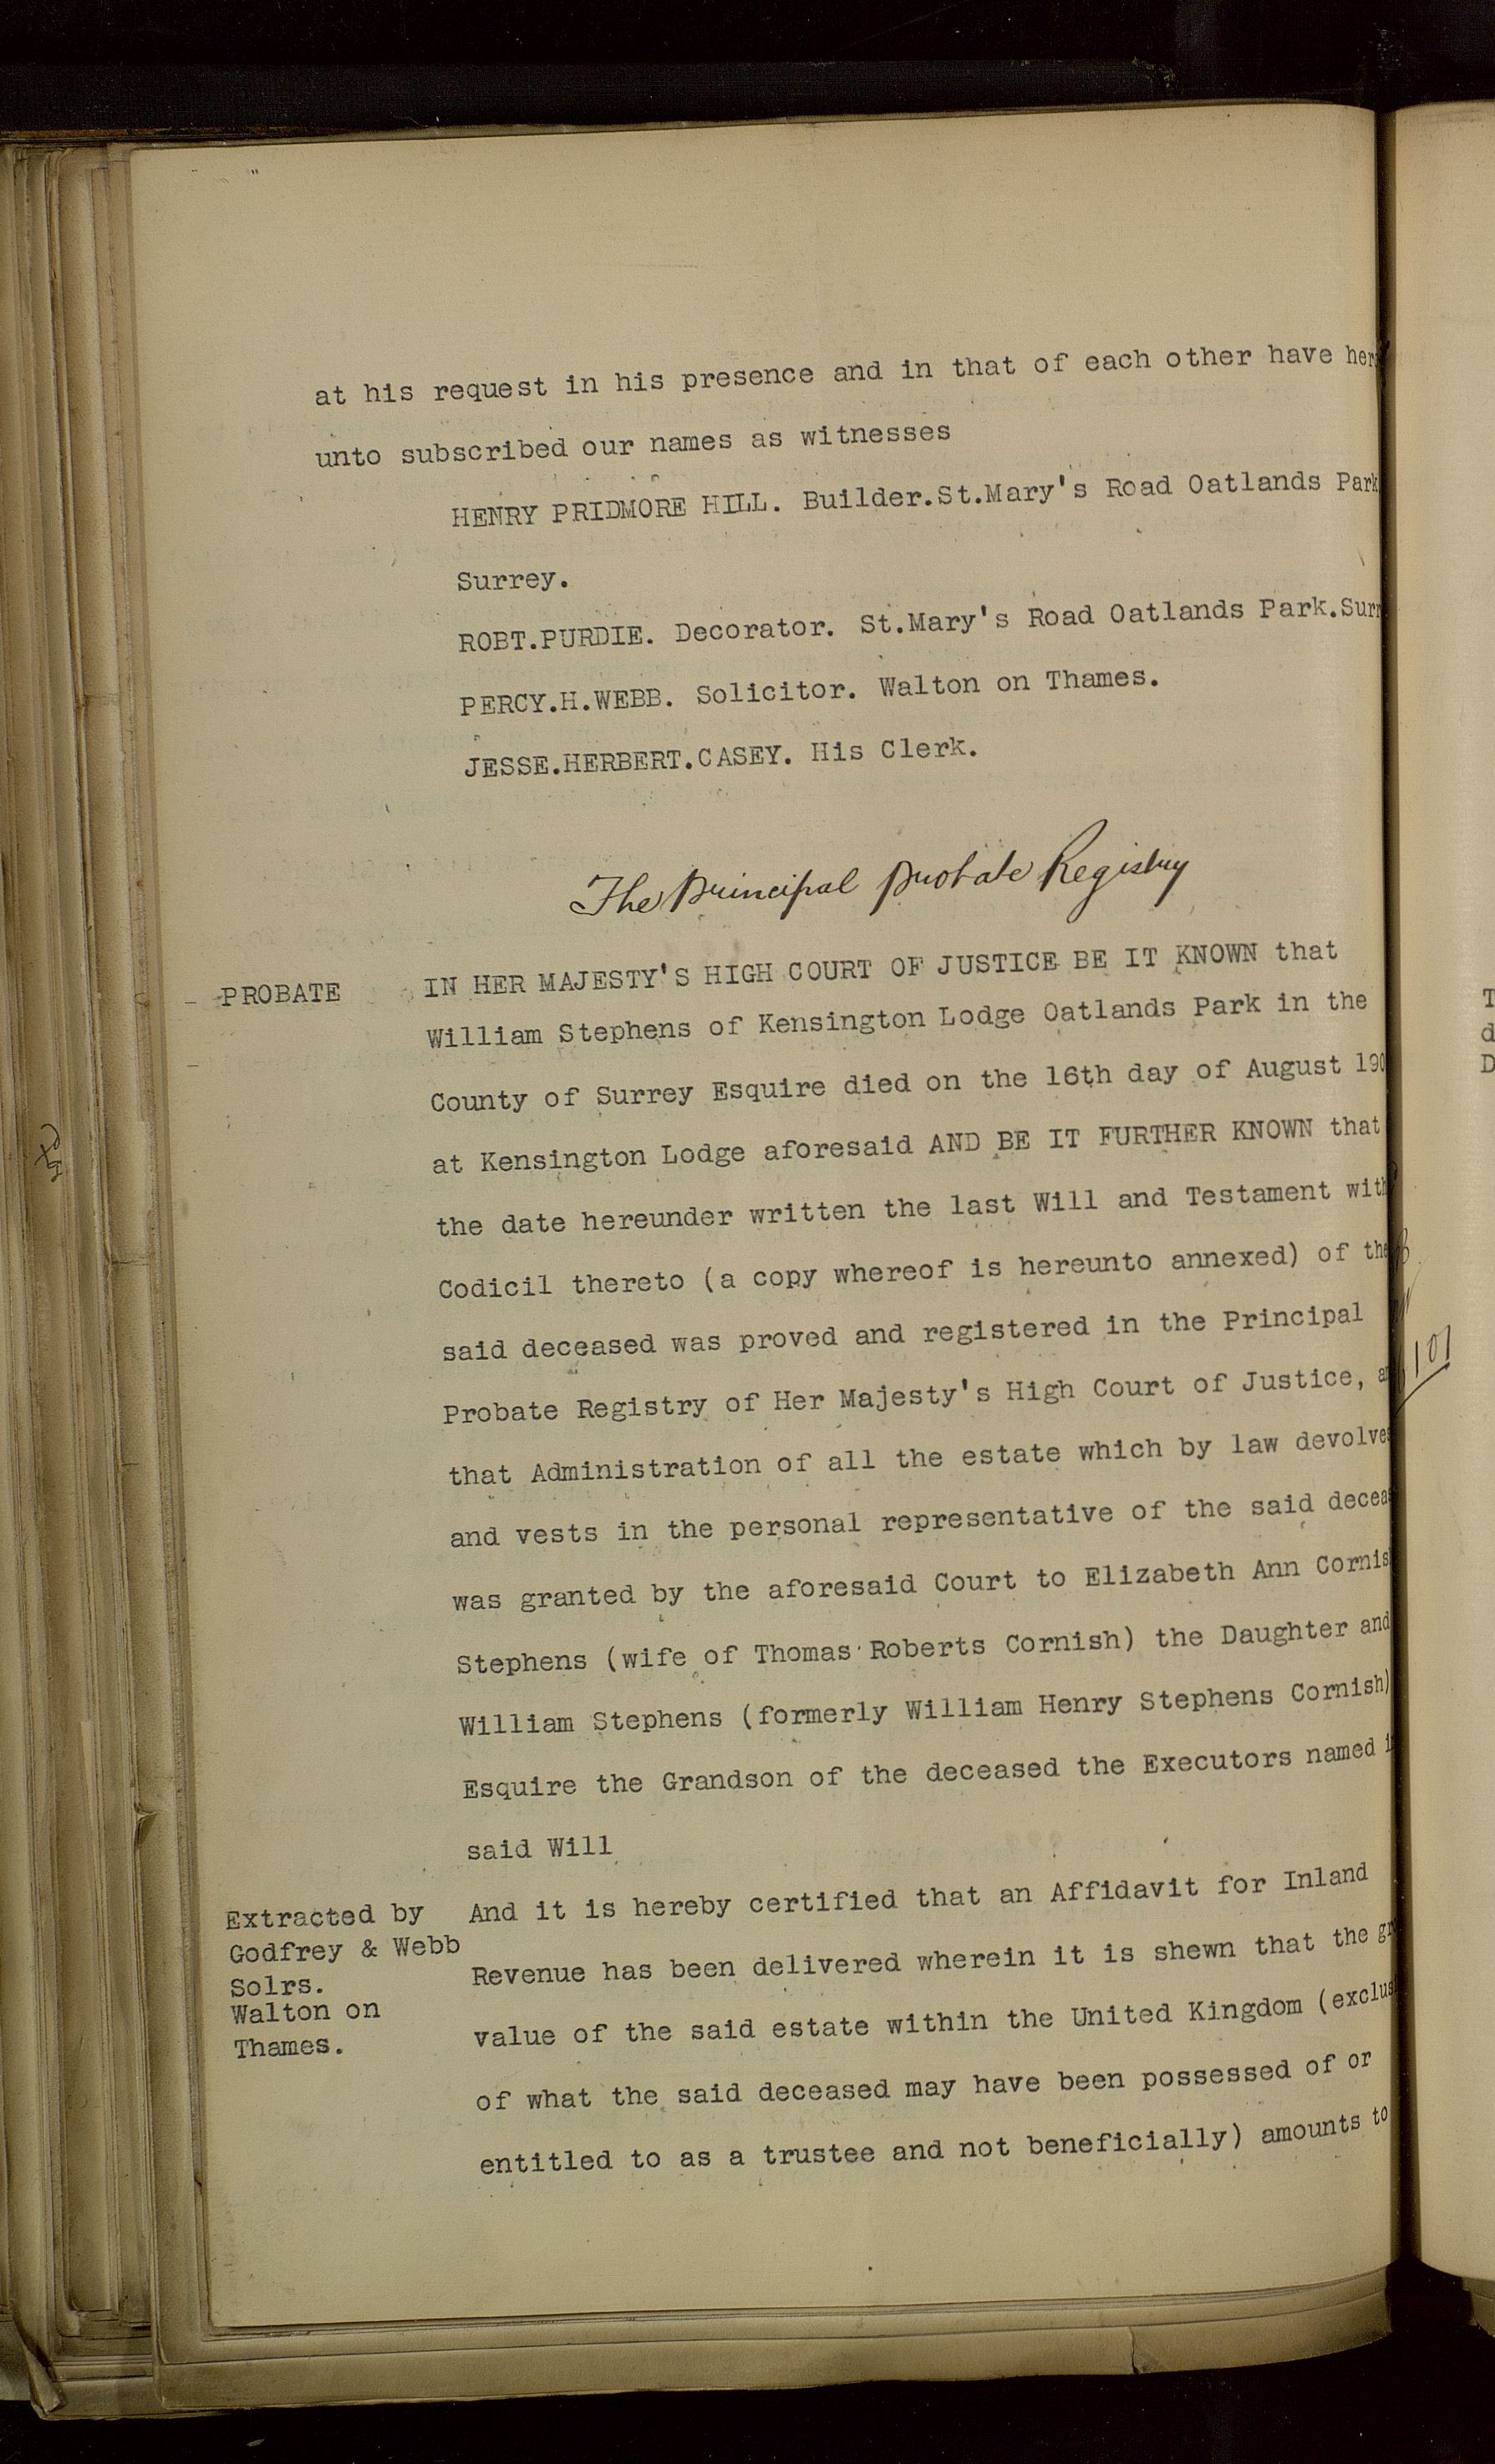 at his request in his presence and in that of each other have her
unto subscribed our names as witnesses
HENRY PRIDMORE HILL. Builder.St.Mary's Road Oatlands Park
Surrey.
ROBT.PURDIE. Decorator. St.Mary's Road Oatlands Park.Surr
PERCY.H.WEBB. Solicitor. Walton on Thames.
JESSE.HERBERT.CASEY. His Clerk.
The Principal Probate Registry
PROBATE
IN HER MAJESTY'S HIGH COURT OF JUSTICE BE IT KNOWN that
William Stephens of Kensington Lodge Oatlands Park in the
County of Surrey Esquire died on the 16th day of August 190
at Kensington Lodge aforesaid AND BE IT FURTHER KNOWN that
the date hereunder written the last Will and Testament with
Codicil thereto (a copy whereof is hereunto annexed) of the
said deceased was proved and registered in the Principal
Probate Registry of Her Majesty's High Court of Justice, a
that Administration of all the estate which by law devolves
and vests in the personal representative of the said deceas
was granted by the aforesaid Court to Elizabeth Ann Cornish
Stephens (wife of Thomas Roberts Cornish) the Daughter and
William Stephens (formerly William Henry Stephens Cornish)
Esquire the Grandson of the deceased the Executors named i
said Will
Extracted by
Godfrey & Webb
Solrs.
Walton on
Thames.
And it is hereby certified that an Affidavit for Inland
Revenue has been delivered wherein it is shewn that the gr
value of the said estate within the United Kingdom (exclus
of what the said deceased may have been possessed of or
entitled to as a trustee and not beneficially) amounts to
101
T
d
D